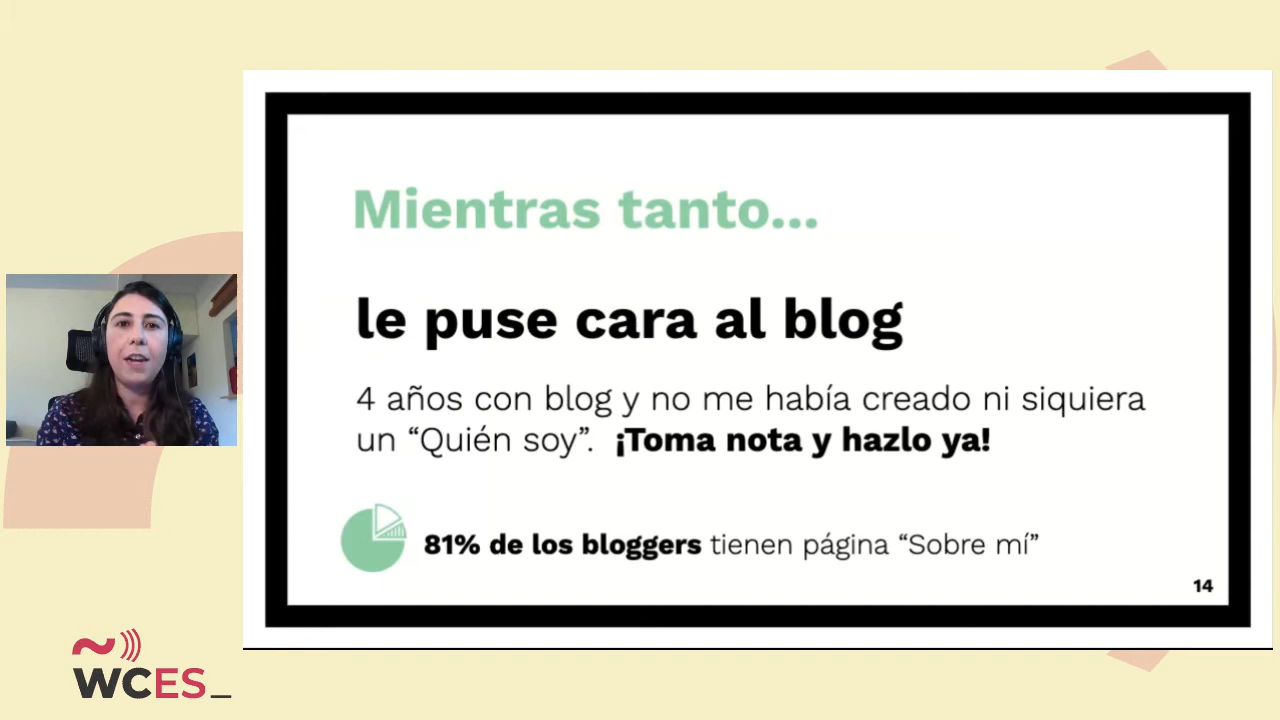 Mientras tanto...
le puse cara al blog
4 años con blog y no me había creado ni siquiera
un “Quién soy”. ¡Toma nota y hazlo ya!
81% de los bloggers tienen página “Sobre mí”
14
WCES_